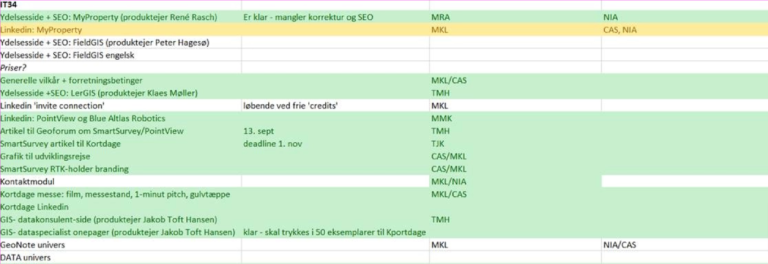 IT34
Ydelsesside + SEO: MyProperty (produktejer René Rasch) Er klar - mangler korrektur og SEO MRA NIA
Linkedin: MyProperty MKL CAS, NIA
Ydelsesside + SEO: FieldGIS (produktejer Peter Hagesø)
Ydelsesside + SEO: FieldGIS engelsk
Priser?
Generelle vilkår + forretningsbetinger MKL/CAS
Ydelsesside +SEO: LerGIS (produktejer Klaes Møller) TMH
Linkedin 'invite connection' løbende ved frie 'credits' MKL
Linkedin: PointView og Blue Altlas Robotics MMK
Artikel til Geoforum om SmartSurvey/PointView 13. sept TMH
SmartSurvey artikel til Kortdage deadline 1. nov TJK
Grafik til udviklingsrejse CAS/MKL
SmartSurvey RTK-holder branding CAS/MKL
Kontaktmodul MKL/NIA
Kortdage messe: film, messestand, 1-minut pitch, gulvtæppe MKL/CAS
Kortdage Linkedin
GIS- datakonsulent-side (produktejer Jakob Toft Hansen) TMH
GIS- dataspecialist onepager (produktejer Jakob Toft Hansen) klar - skal trykkes i 50 eksemplarer til Kportdage
GeoNote univers MKL NIA/CAS
DATA univers